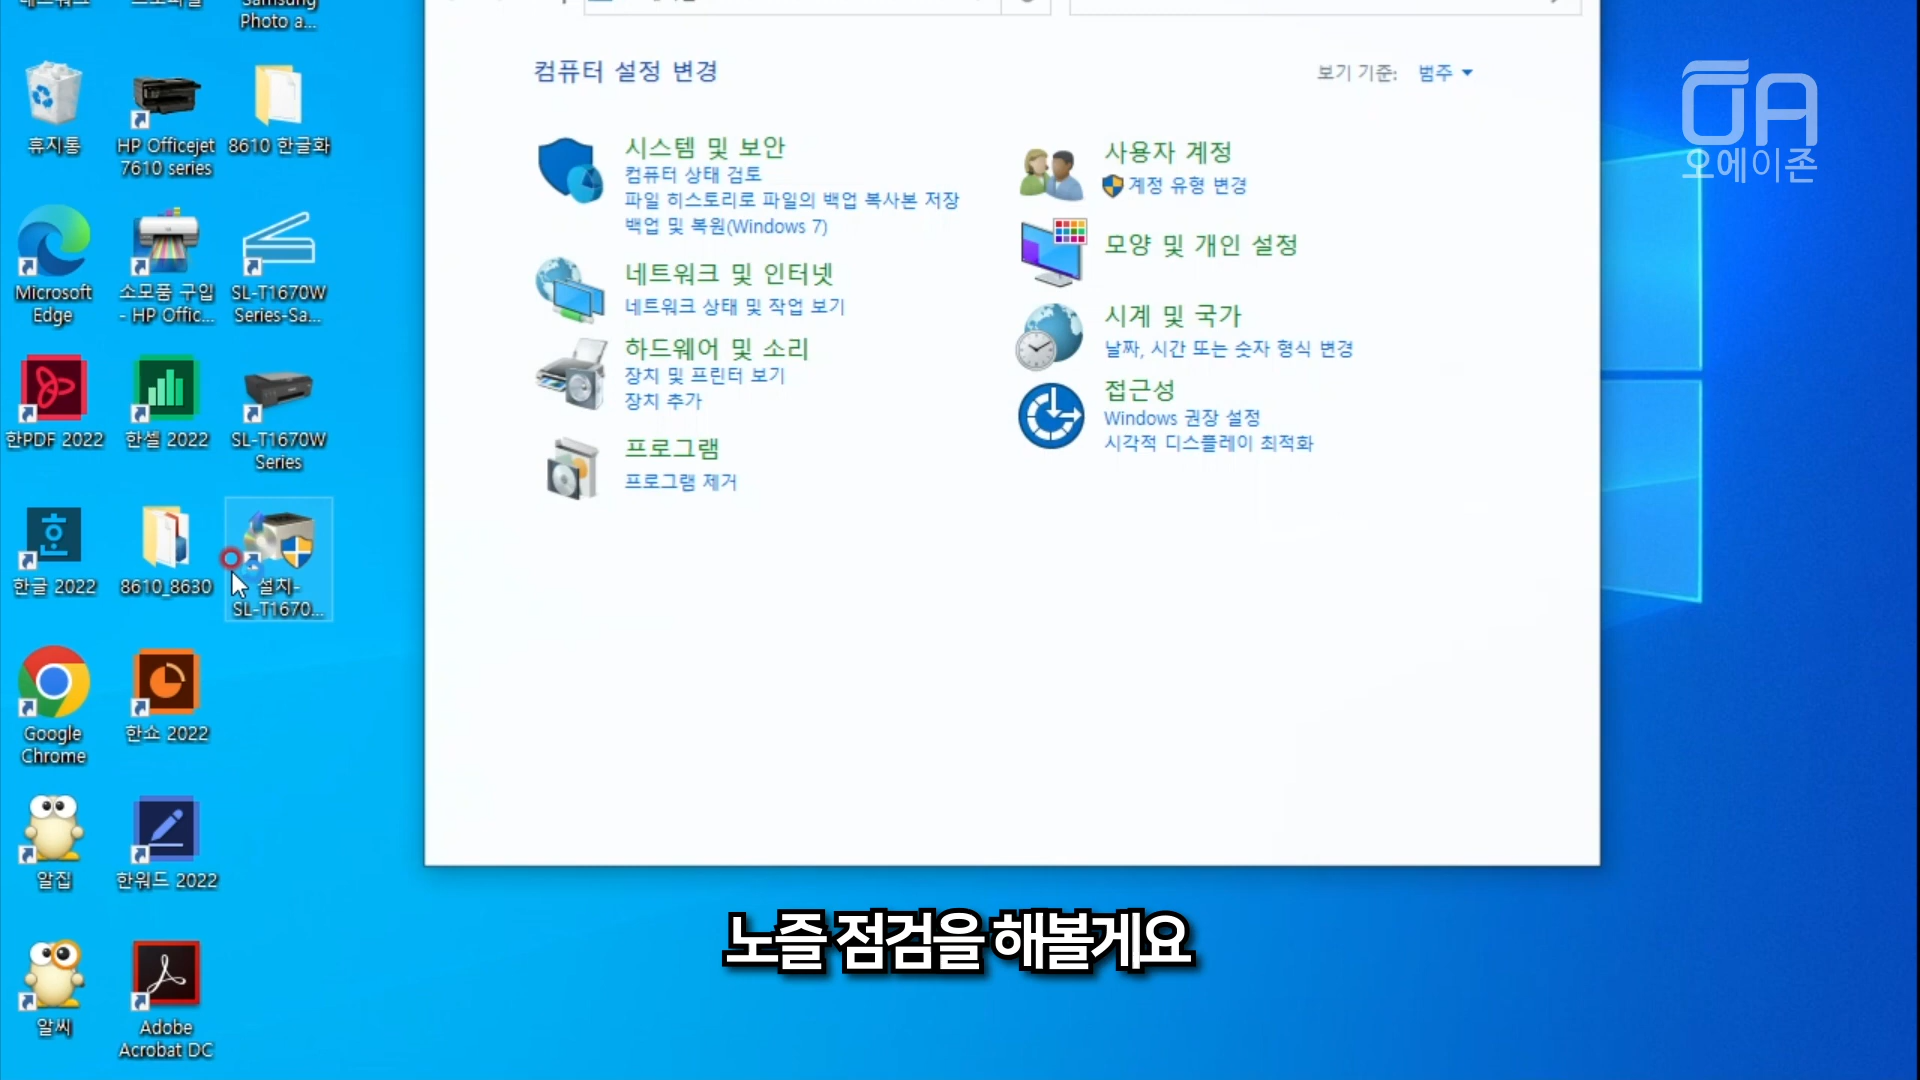 Photo a...
휴지통
HP Officejet
7610 series
8610 한글화
Microsoft
Edge
소모품 구입
- HP Offic...
SL-T1670W
Series-Sa...
한PDF 2022
한셀 2022
SL-T1670W
Series
한글 2022
8610_8630
설치-
SL-T1670...
Google
Chrome
한쇼 2022
알집
한워드 2022
알씨
Adobe
Acrobat DC
컴퓨터 설정 변경
보기 기준: 범주
시스템 및 보안
컴퓨터 상태 검토
파일 히스토리로 파일의 백업 복사본 저장
백업 및 복원(Windows 7)
네트워크 및 인터넷
네트워크 상태 및 작업 보기
하드웨어 및 소리
장치 및 프린터 보기
장치 추가
프로그램
프로그램 제거
사용자 계정
계정 유형 변경
모양 및 개인 설정
시계 및 국가
날짜, 시간 또는 숫자 형식 변경
접근성
Windows 권장 설정
시각적 디스플레이 최적화
오에이존
노즐 점검을 해볼게요